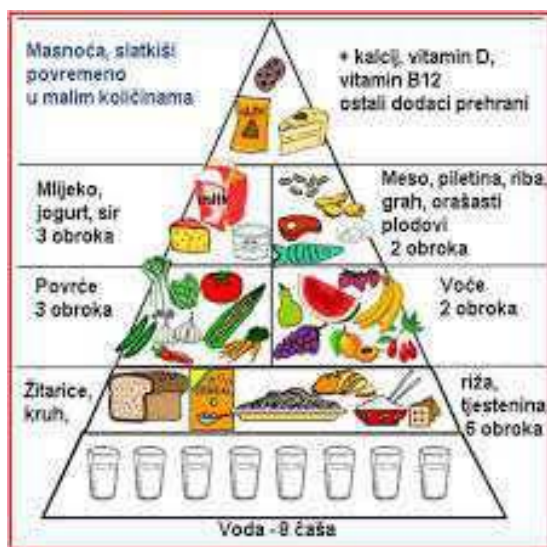 Masnoća, slatkiši
povremeno
u malim količinama
+ kalcij, vitamin D,
vitamin B12
ostali dodaci prehrani
Mlijeko,
jogurt, sir
3 obroka
Meso, piletina, riba,
grah, orašasti
plodovi
2 obroka
Povrće
3 obroka
Voće
2 obroka
Žitarice,
kruh,
riža,
tjestenina
6 obroka
Voda - 8 čaša